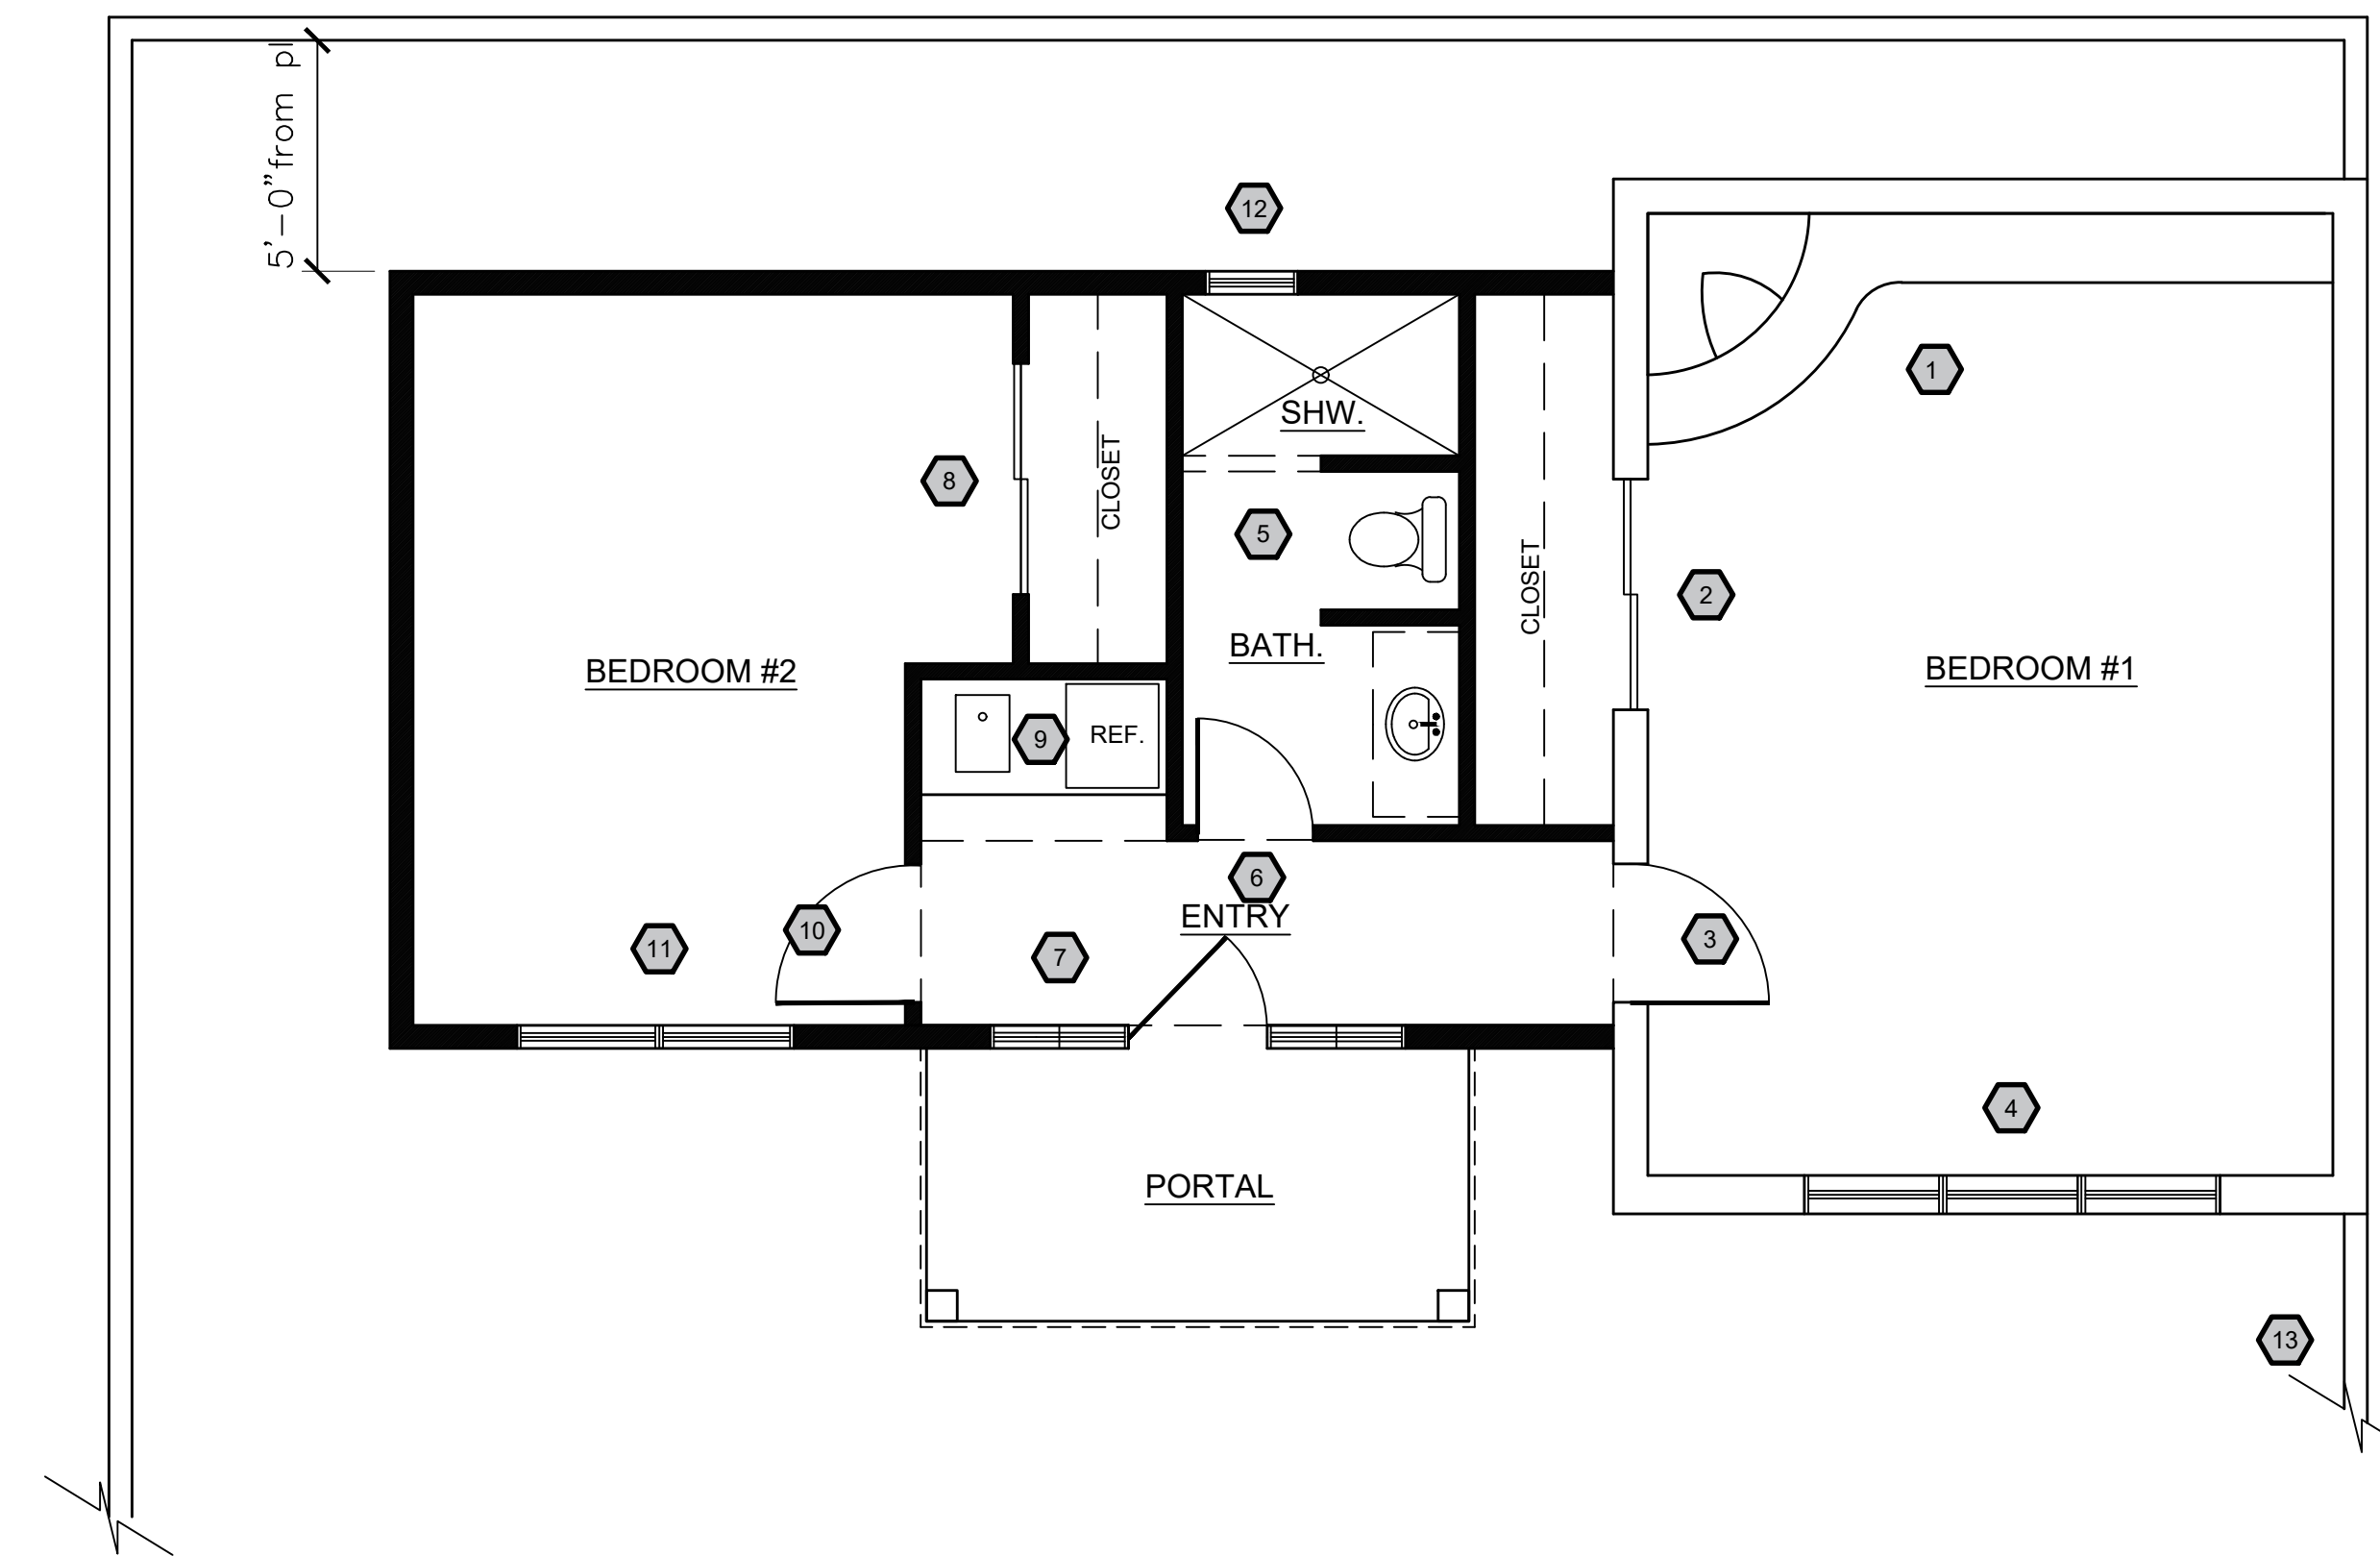 5'-0"from pl
12
1
SHW.
8
CLOSET
5
CLOSET
2
BATH.
BEDROOM #2
BEDROOM #1
9
REF.
6
ENTRY
10
11
7
3
4
PORTAL
13